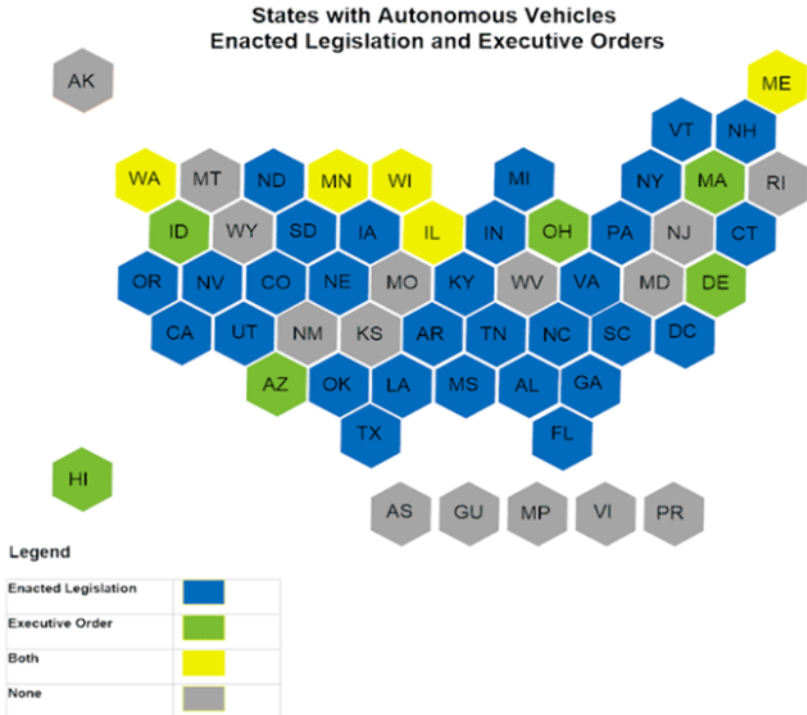 States with Autonomous Vehicles
Enacted Legislation and Executive Orders
AK
ME
VT NH
WA MT ND MN WI MI NY MA RI
ID WY SD IA IL IN OH PA NJ CT
OR NV CO NE MO KY WV VA MD DE
CA UT NM KS AR TN NC SC DC
AZ OK LA MS AL GA
TX FL
HI
AS GU MP VI PR
Legend
Enacted Legislation
Executive Order
Both
None